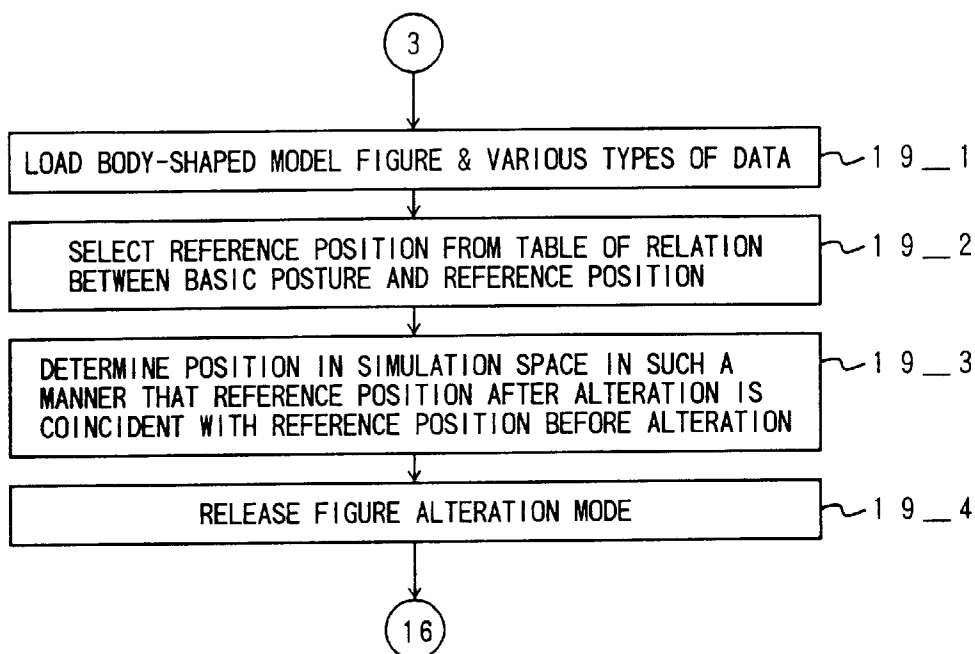 3
LOAD BODY-SHAPED MODEL FIGURE & VARIOUS TYPES OF DATA
19_1
SELECT REFERENCE POSITION FROM TABLE OF RELATION
BETWEEN BASIC POSTURE AND REFERENCE POSITION
19_2
DETERMINE POSITION IN SIMULATION SPACE IN SUCH A
MANNER THAT REFERENCE POSITION AFTER ALTERATION IS
COINCIDENT WITH REFERENCE POSITION BEFORE ALTERATION
19_3
RELEASE FIGURE ALTERATION MODE
19_4
16